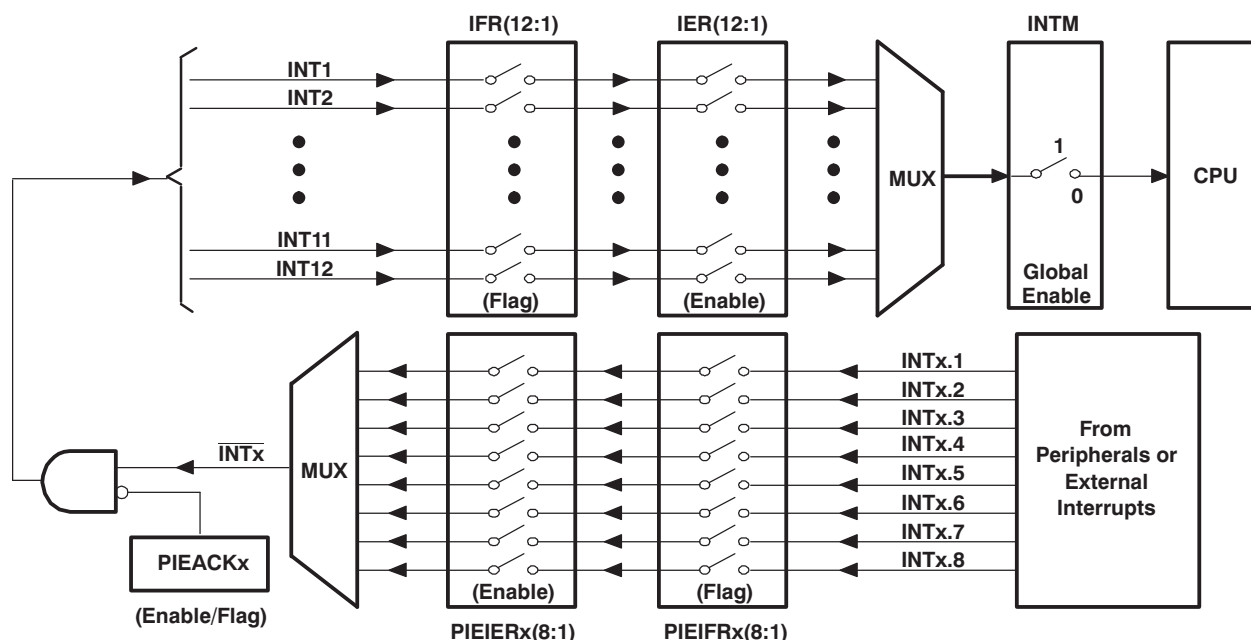 IFR(12:1)
IER(12:1)
INTM
INT1
INT2
1
MUX
CPU
0
INT11
INT12
Global
Enable
(Flag)
(Enable)
INTx.1
INTx.2
INTx.3
INTx.4
INTx.5
INTx.6
INTx.7
INTx.8
From
Peripherals or
External
Interrupts
INTx
MUX
PIEACKx
(Enable/Flag)
(Enable)
(Flag)
PIEIERx(8:1)
PIEIFRx(8:1)